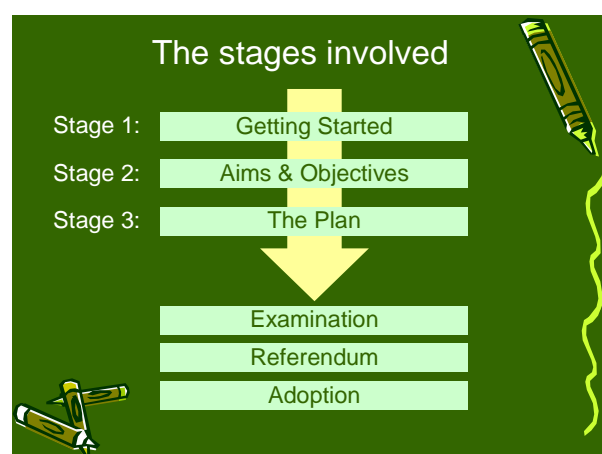 The stages involved
Stage 1: Getting Started
Stage 2: Aims & Objectives
Stage 3: The Plan
Examination
Referendum
Adoption